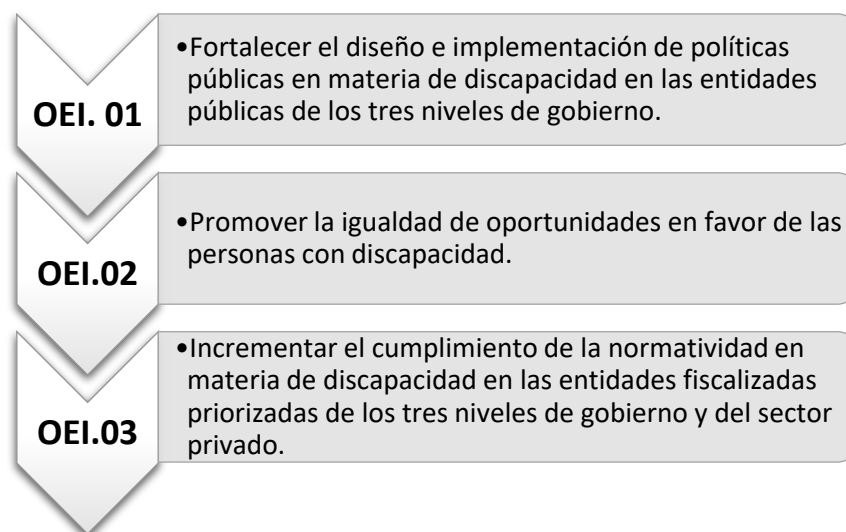 OEI. 01
•Fortalecer el diseño e implementación de políticas
públicas en materia de discapacidad en las entidades
públicas de los tres niveles de gobierno.
OEI.02
•Promover la igualdad de oportunidades en favor de las
personas con discapacidad.
OEI.03
•Incrementar el cumplimiento de la normatividad en
materia de discapacidad en las entidades fiscalizadas
priorizadas de los tres niveles de gobierno y del sector
privado.